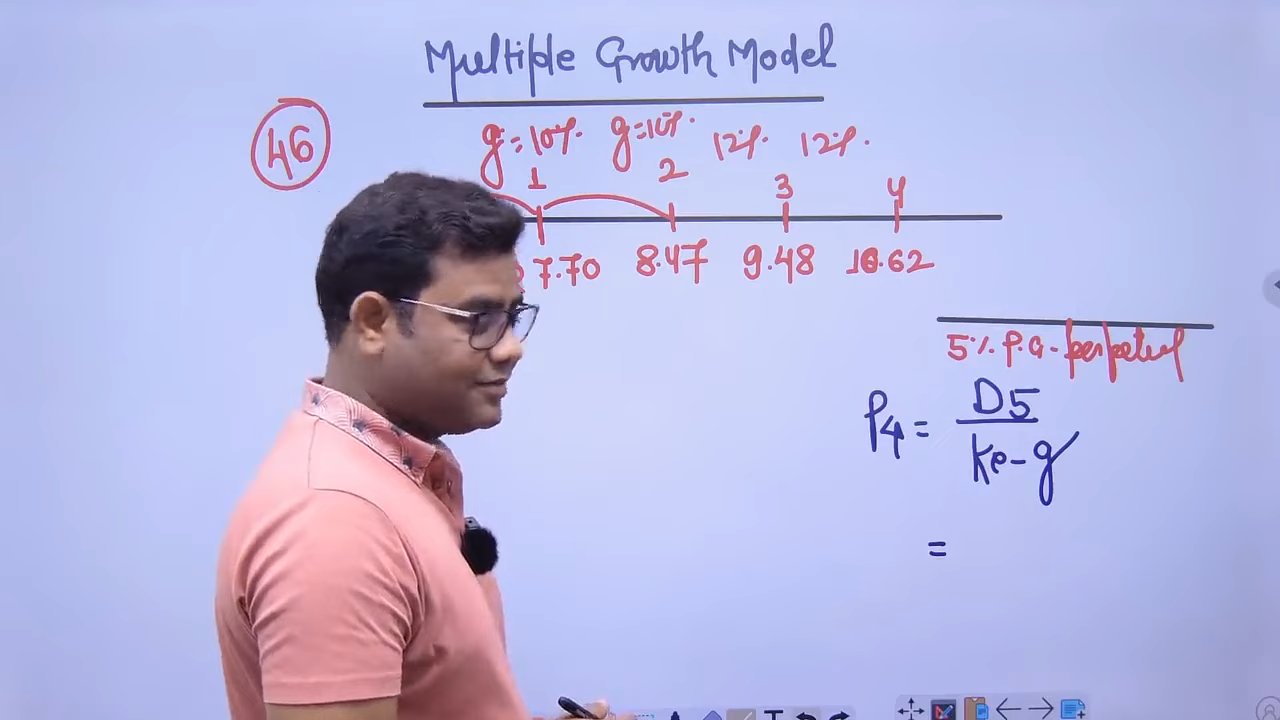 Multiple Growth Model
46
g=10% g=10% 12% 12%
1 2 3 4
7.70 8.47 9.48 10.62
5% P.a. perpetual
P4 = D5
Ke-g
=